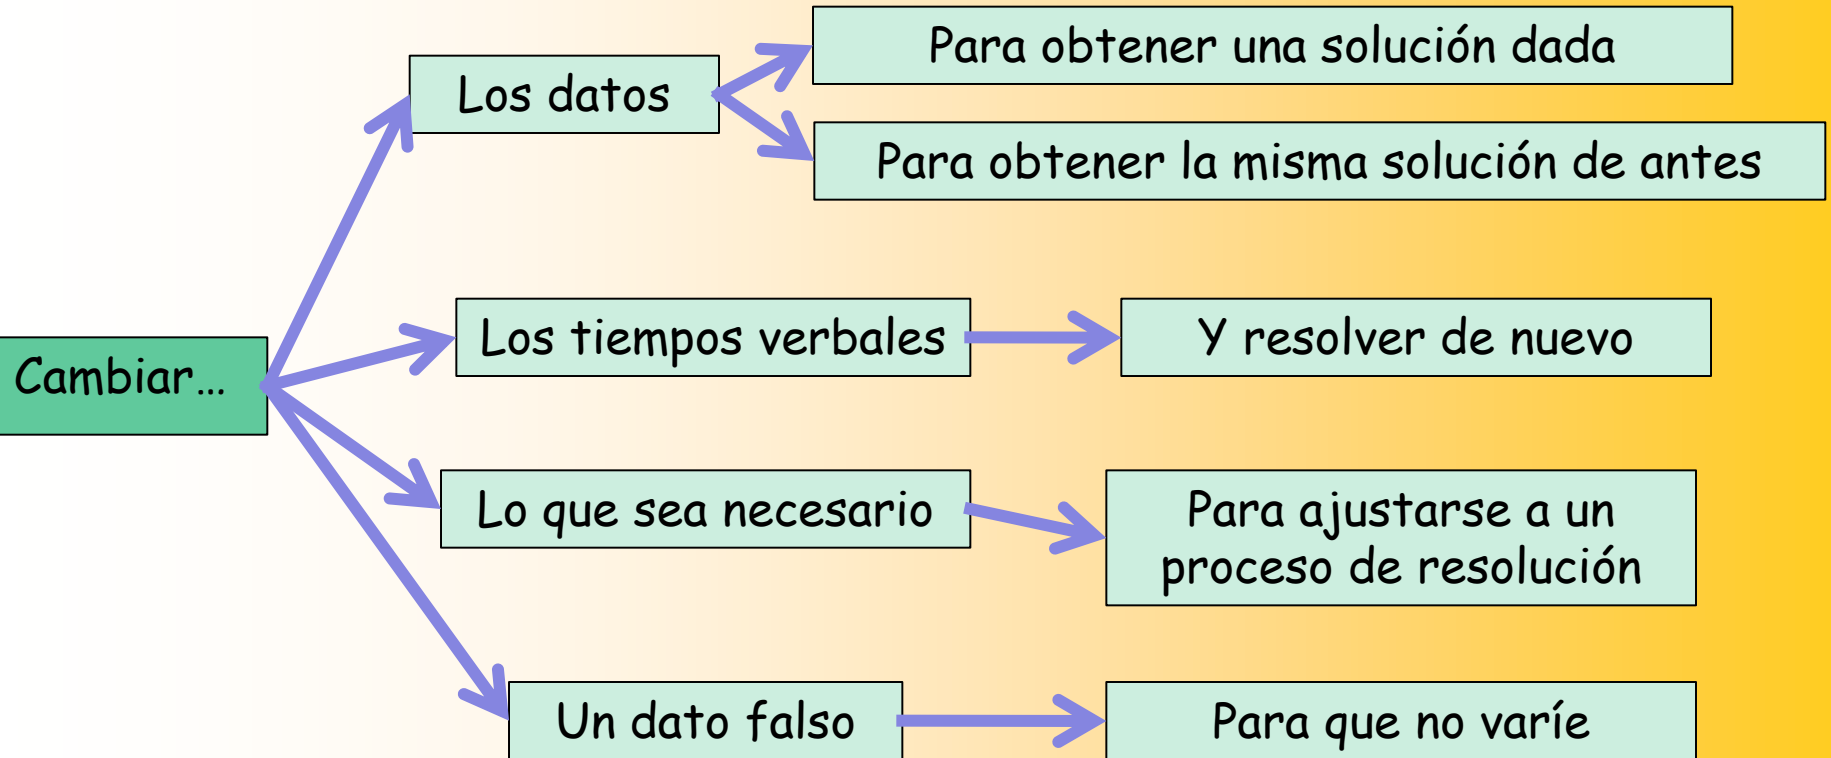 Cambiar…
Los datos
Para obtener una solución dada
Para obtener la misma solución de antes
Los tiempos verbales
Y resolver de nuevo
Lo que sea necesario
Para ajustarse a un
proceso de resolución
Un dato falso
Para que no varíe